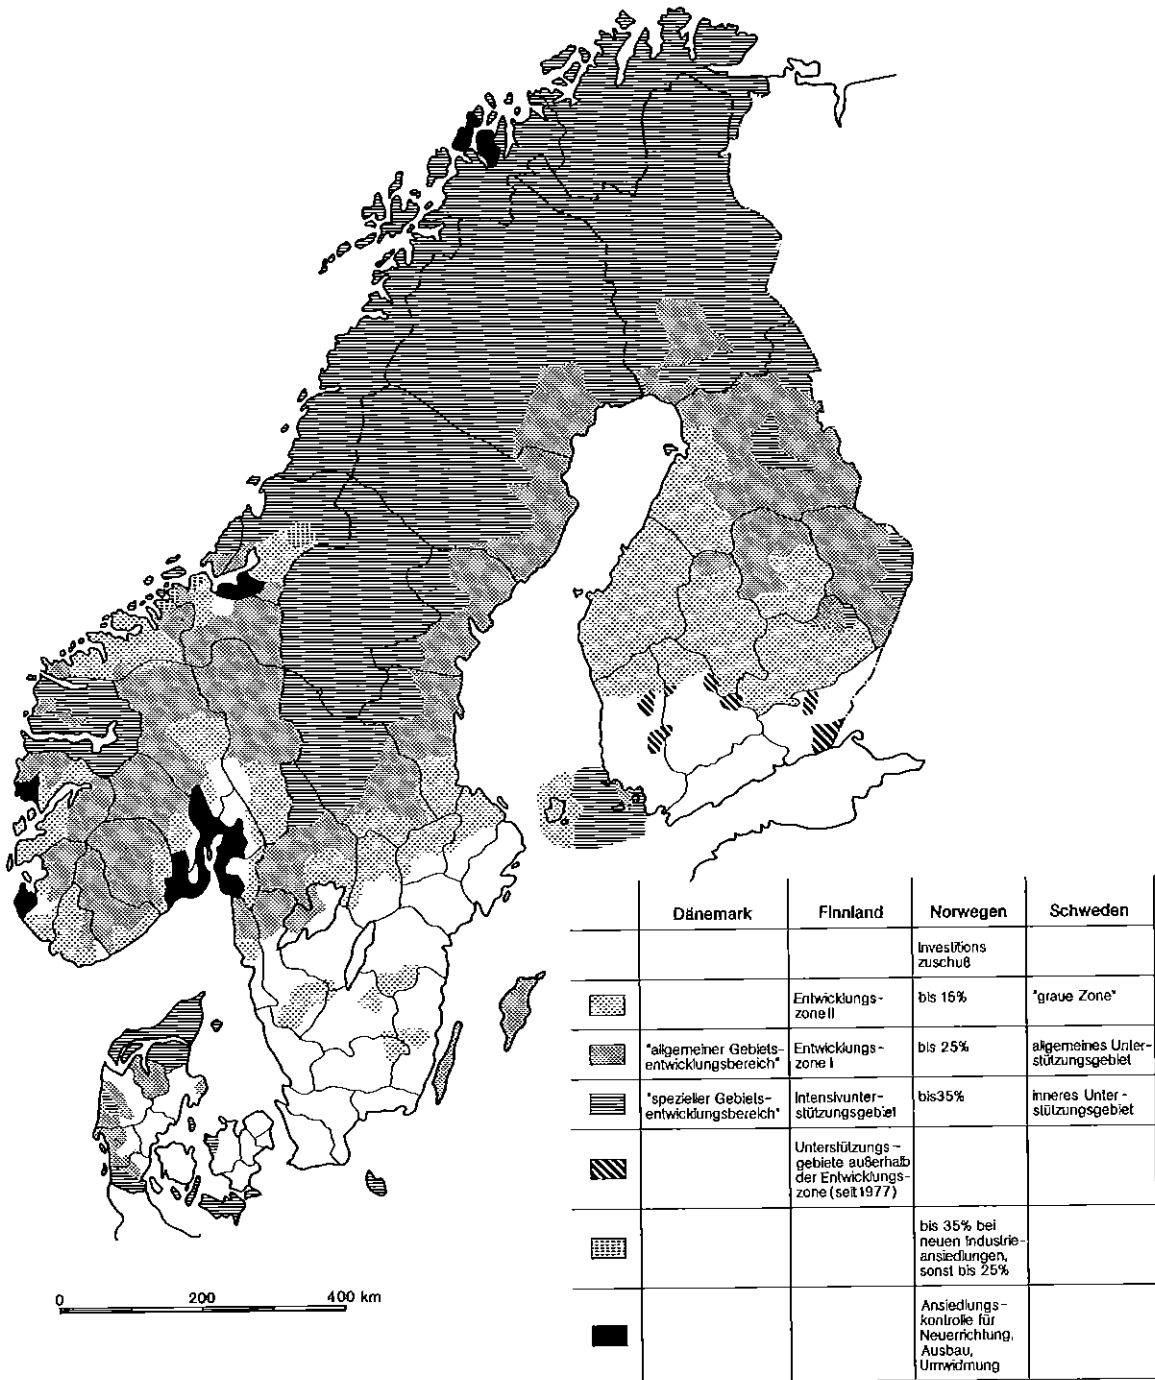 Dänemark
Finnland
Norwegen
Schweden
Investitions
zuschuß
Entwicklungs-
zone II
bis 15%
"graue Zone"
"allgemeiner Gebiets-
entwicklungsbereich"
Entwicklungs-
zone I
bis 25%
allgemeines Unter-
stützungsgebiet
"spezieller Gebiets-
entwicklungsbereich"
Intensivunter-
stützungsgebiet
bis35%
inneres Unter-
stützungsgebiet
Unterstützungs-
gebiete außerhalb
der Entwicklungs-
zone (seit 1977)
bis 35% bei
neuen Industrie-
ansiedlungen,
sonst bis 25%
Ansiedlungs-
kontrolle für
Neuerrichtung,
Ausbau,
Umwidmung
0 200 400 km